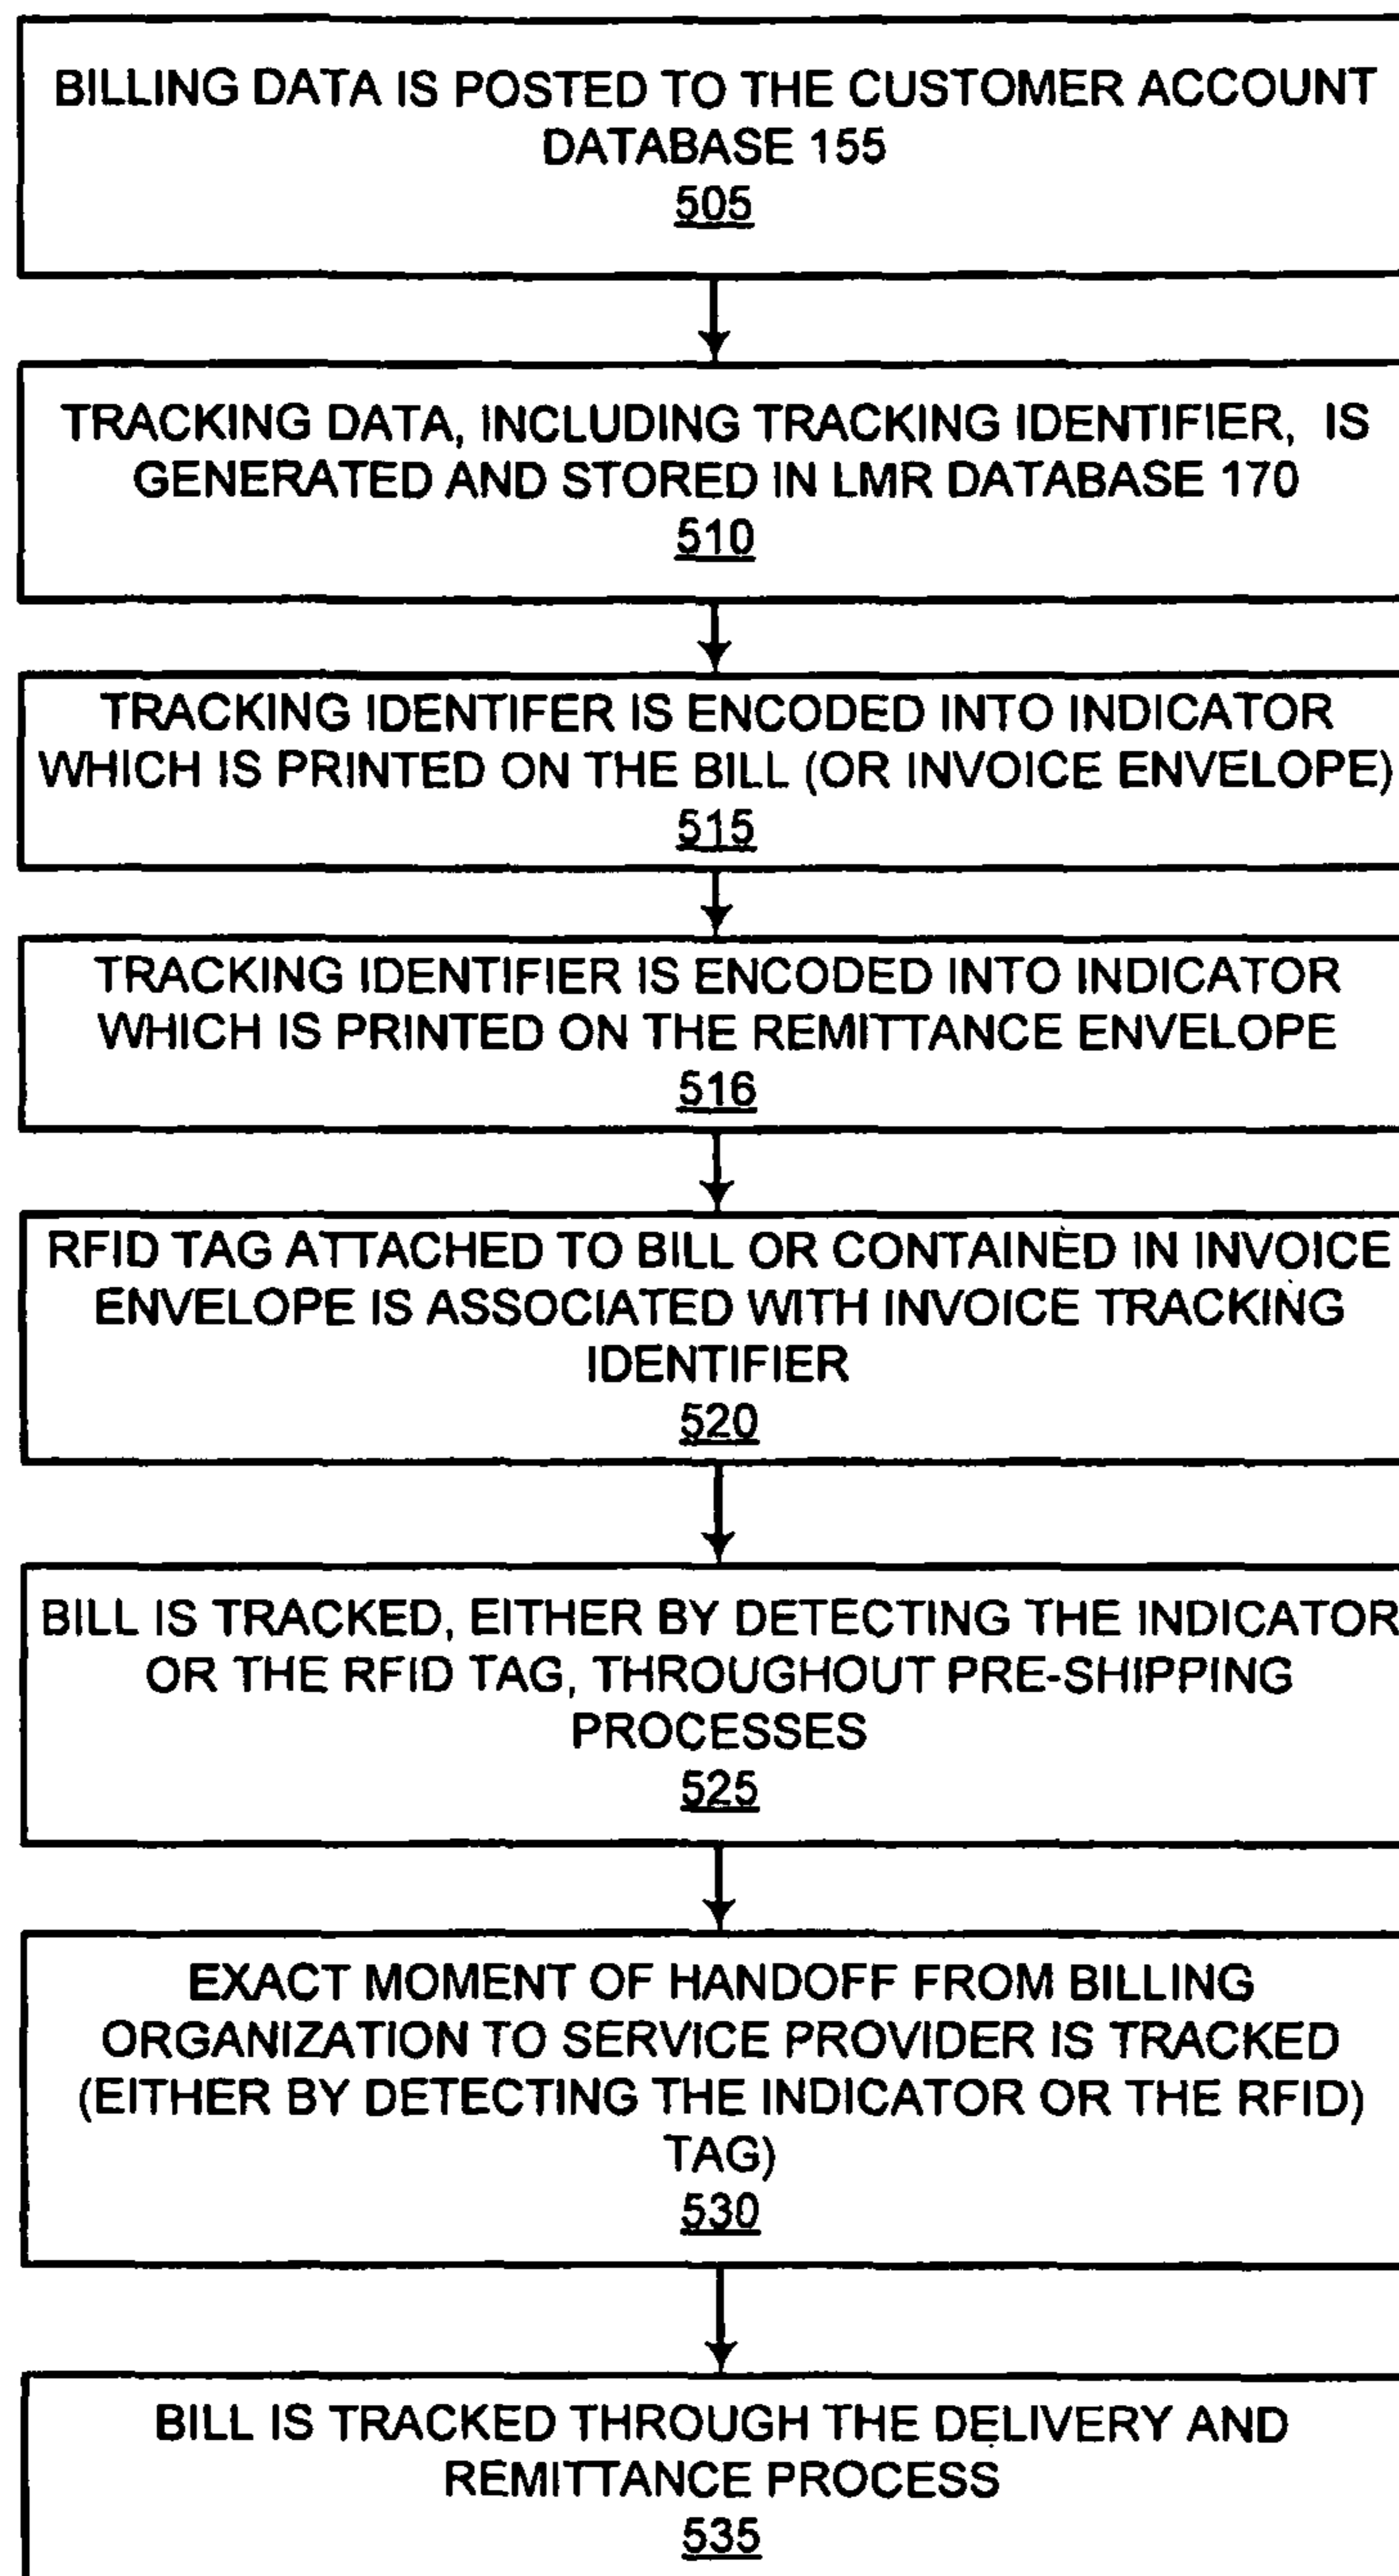 BILLING DATA IS POSTED TO THE CUSTOMER ACCOUNT
DATABASE 155
505
TRACKING DATA, INCLUDING TRACKING IDENTIFIER, IS
GENERATED AND STORED IN LMR DATABASE 170
510
TRACKING IDENTIFER IS ENCODED INTO INDICATOR
WHICH IS PRINTED ON THE BILL (OR INVOICE ENVELOPE)
515
TRACKING IDENTIFIER IS ENCODED INTO INDICATOR
WHICH IS PRINTED ON THE REMITTANCE ENVELOPE
516
RFID TAG ATTACHED TO BILL OR CONTAINED IN INVOICE
ENVELOPE IS ASSOCIATED WITH INVOICE TRACKING
IDENTIFIER
520
BILL IS TRACKED, EITHER BY DETECTING THE INDICATOR
OR THE RFID TAG, THROUGHOUT PRE-SHIPPING
PROCESSES
525
EXACT MOMENT OF HANDOFF FROM BILLING
ORGANIZATION TO SERVICE PROVIDER IS TRACKED
(EITHER BY DETECTING THE INDICATOR OR THE RFID)
TAG)
530
BILL IS TRACKED THROUGH THE DELIVERY AND
REMITTANCE PROCESS
535